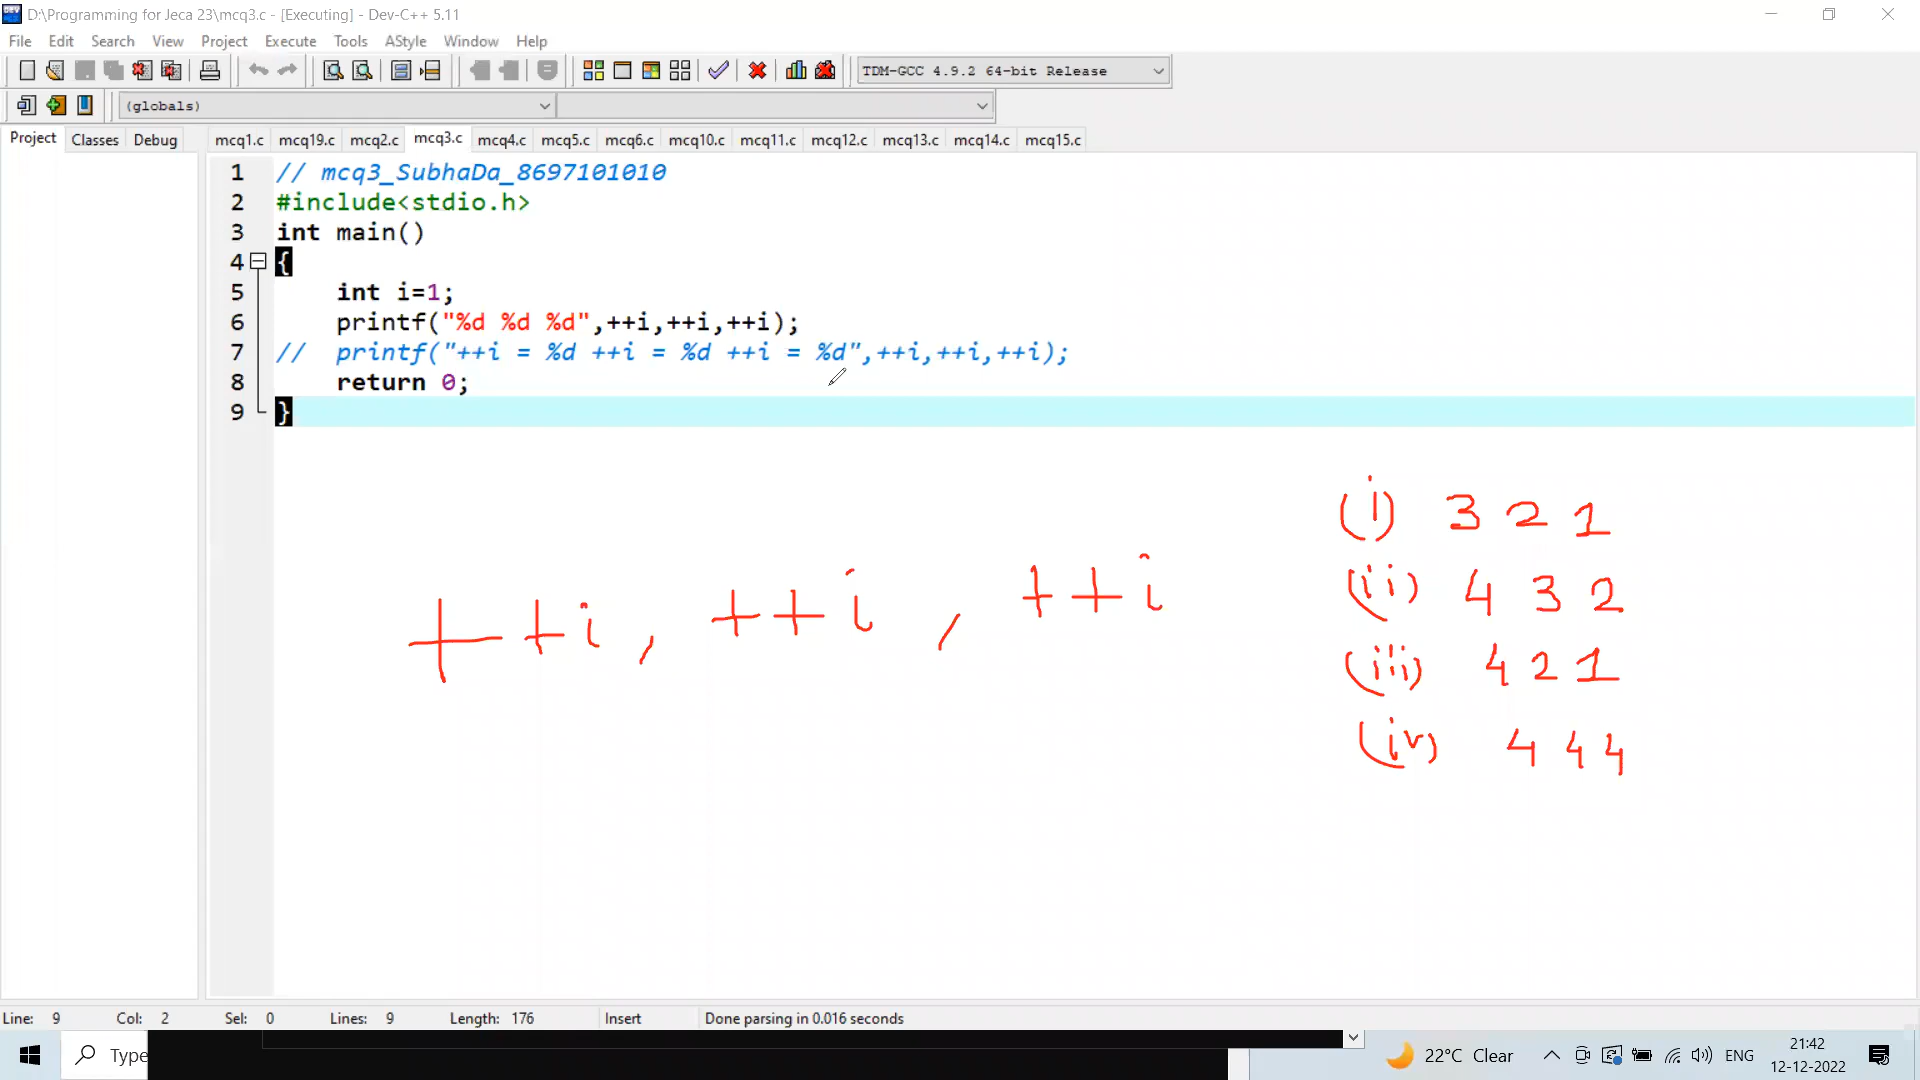 D:\Programming for Jeca 23\mcq3.c - [Executing] - Dev-C++ 5.11
File Edit Search View Project Execute Tools AStyle Window Help
TDM-GCC 4.9.2 64-bit Release
(globals)
Project Classes Debug mcq1.c mcq19.c mcq2.c mcq3.c mcq4.c mcq5.c mcq6.c mcq10.c mcq11.c mcq12.c mcq13.c mcq14.c mcq15.c
1 // mcq3_SubhaDa_8697101010
2 #include<stdio.h>
3 int main()
4 {
5 int i=1;
6 printf("%d %d %d",++i,++i,++i);
7 // printf("++i = %d ++i = %d ++i = %d",++i,++i,++i);
8 return 0;
9 }
(i) 3 2 1
(ii) 4 3 2
++i, ++i, ++i
(iii) 4 2 1
(iv) 4 4 4
Line: 9 Col: 2 Sel: 0 Lines: 9 Length: 176 Insert Done parsing in 0.016 seconds
Type 22°C Clear ENG 21:42
12-12-2022